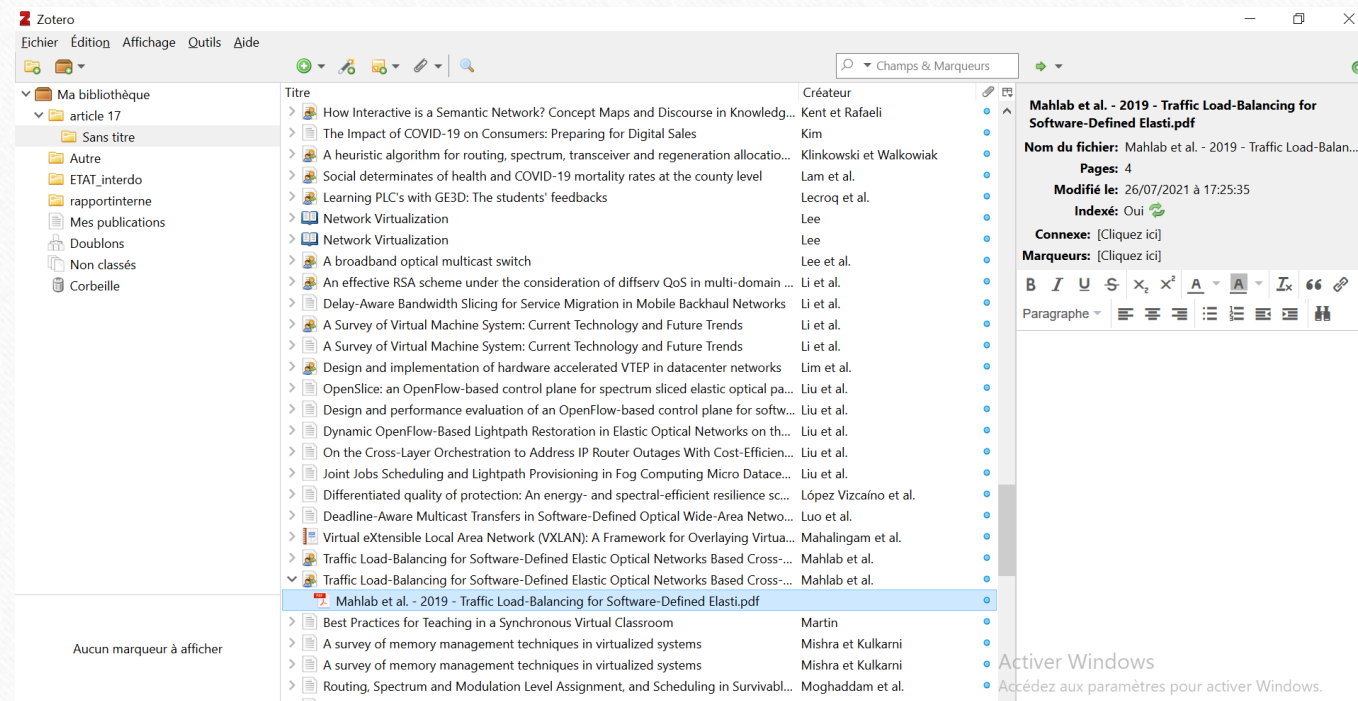 Zotero
Fichier Édition Affichage Outils Aide
Champs & Marqueurs
Ma bibliothèque
article 17
Sans titre
Autre
ETAT_interdo
rapportinterne
Mes publications
Doublons
Non classés
Corbeille
Aucun marqueur à afficher
Titre Créateur
How Interactive is a Semantic Network? Concept Maps and Discourse in Knowledg... Kent et Rafaeli
The Impact of COVID-19 on Consumers: Preparing for Digital Sales Kim
A heuristic algorithm for routing, spectrum, transceiver and regeneration allocatio... Klinkowski et Walkowiak
Social determinates of health and COVID-19 mortality rates at the county level Lam et al.
Learning PLC's with GE3D: The students' feedbacks Lecroq et al.
Network Virtualization Lee
Network Virtualization Lee
A broadband optical multicast switch Lee et al.
An effective RSA scheme under the consideration of diffserv QoS in multi-domain ... Li et al.
Delay-Aware Bandwidth Slicing for Service Migration in Mobile Backhaul Networks Li et al.
A Survey of Virtual Machine System: Current Technology and Future Trends Li et al.
A Survey of Virtual Machine System: Current Technology and Future Trends Li et al.
Design and implementation of hardware accelerated VTEP in datacenter networks Lim et al.
OpenSlice: an OpenFlow-based control plane for spectrum sliced elastic optical pa... Liu et al.
Design and performance evaluation of an OpenFlow-based control plane for softw... Liu et al.
Dynamic OpenFlow-Based Lightpath Restoration in Elastic Optical Networks on th... Liu et al.
On the Cross-Layer Orchestration to Address IP Router Outages With Cost-Efficien... Liu et al.
Joint Jobs Scheduling and Lightpath Provisioning in Fog Computing Micro Datace... Liu et al.
Differentiated quality of protection: An energy- and spectral-efficient resilience sc... López Vizcaíno et al.
Deadline-Aware Multicast Transfers in Software-Defined Optical Wide-Area Netwo... Luo et al.
Virtual eXtensible Local Area Network (VXLAN): A Framework for Overlaying Virtua... Mahalingam et al.
Traffic Load-Balancing for Software-Defined Elastic Optical Networks Based Cross-... Mahlab et al.
Traffic Load-Balancing for Software-Defined Elastic Optical Networks Based Cross-... Mahlab et al.
Mahlab et al. - 2019 - Traffic Load-Balancing for Software-Defined Elasti.pdf
Best Practices for Teaching in a Synchronous Virtual Classroom Martin
A survey of memory management techniques in virtualized systems Mishra et Kulkarni
A survey of memory management techniques in virtualized systems Mishra et Kulkarni
Routing, Spectrum and Modulation Level Assignment, and Scheduling in Survivabl... Moghaddam et al.
Mahlab et al. - 2019 - Traffic Load-Balancing for
Software-Defined Elasti.pdf
Nom du fichier: Mahlab et al. - 2019 - Traffic Load-Balan...
Pages: 4
Modifié le: 26/07/2021 à 17:25:35
Indexé: Oui
Connexe: [Cliquez ici]
Marqueurs: [Cliquez ici]
B I U S X₂ X² A A Tx
Paragraphe
Activer Windows
Accédez aux paramètres pour activer Windows.